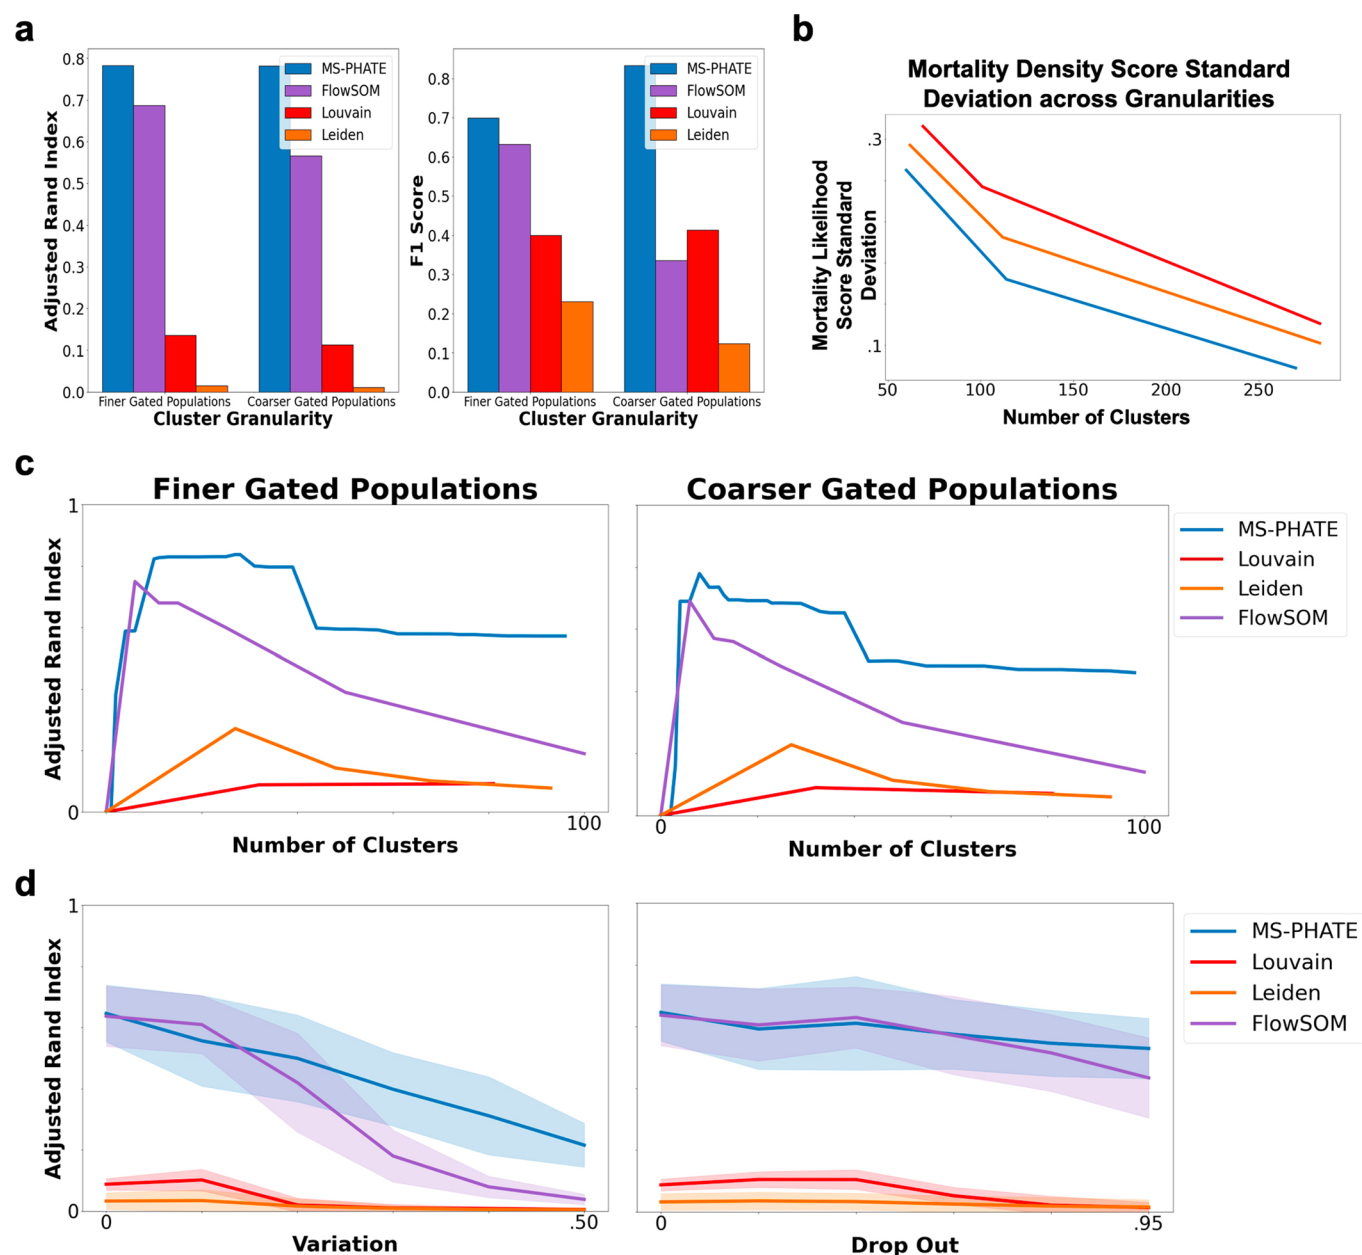 a
Adjusted Rand Index
0.8
0.7
0.6
0.5
0.4
0.3
0.2
0.1
0.0
MS-PHATE
FlowSOM
Louvain
Leiden
Finer Gated Populations
Coarser Gated Populations
Cluster Granularity
F1 Score
0.8
0.7
0.6
0.5
0.4
0.3
0.2
0.1
0.0
MS-PHATE
FlowSOM
Louvain
Leiden
Finer Gated Populations
Coarser Gated Populations
Cluster Granularity
b
Mortality Density Score Standard
Deviation across Granularities
Mortality Likelihood
Score Standard
Deviation
.3
.1
50
100
150
200
250
Number of Clusters
c
Finer Gated Populations
Adjusted Rand Index
1
0
100
Number of Clusters
Coarser Gated Populations
0
100
Number of Clusters
MS-PHATE
Louvain
Leiden
FlowSOM
d
Adjusted Rand Index
1
0
0
.50
Variation
0
.95
Drop Out
MS-PHATE
Louvain
Leiden
FlowSOM